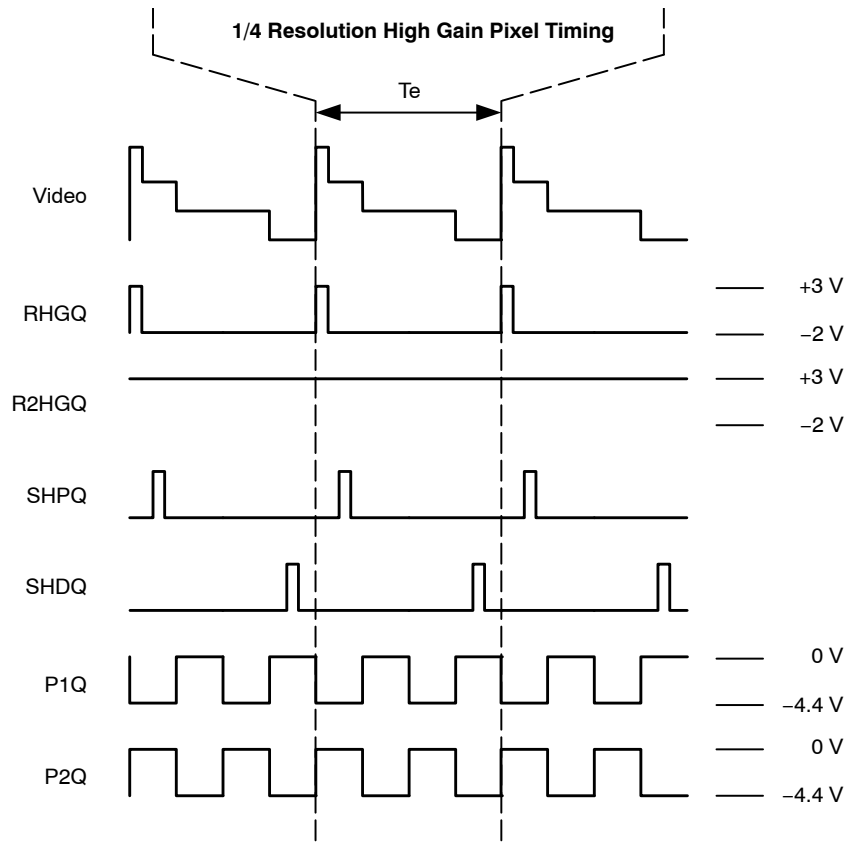 1/4 Resolution High Gain Pixel Timing
Te
Video
RHGQ
+3 V
−2 V
R2HGQ
+3 V
−2 V
SHPQ
SHDQ
P1Q
0 V
−4.4 V
P2Q
0 V
−4.4 V